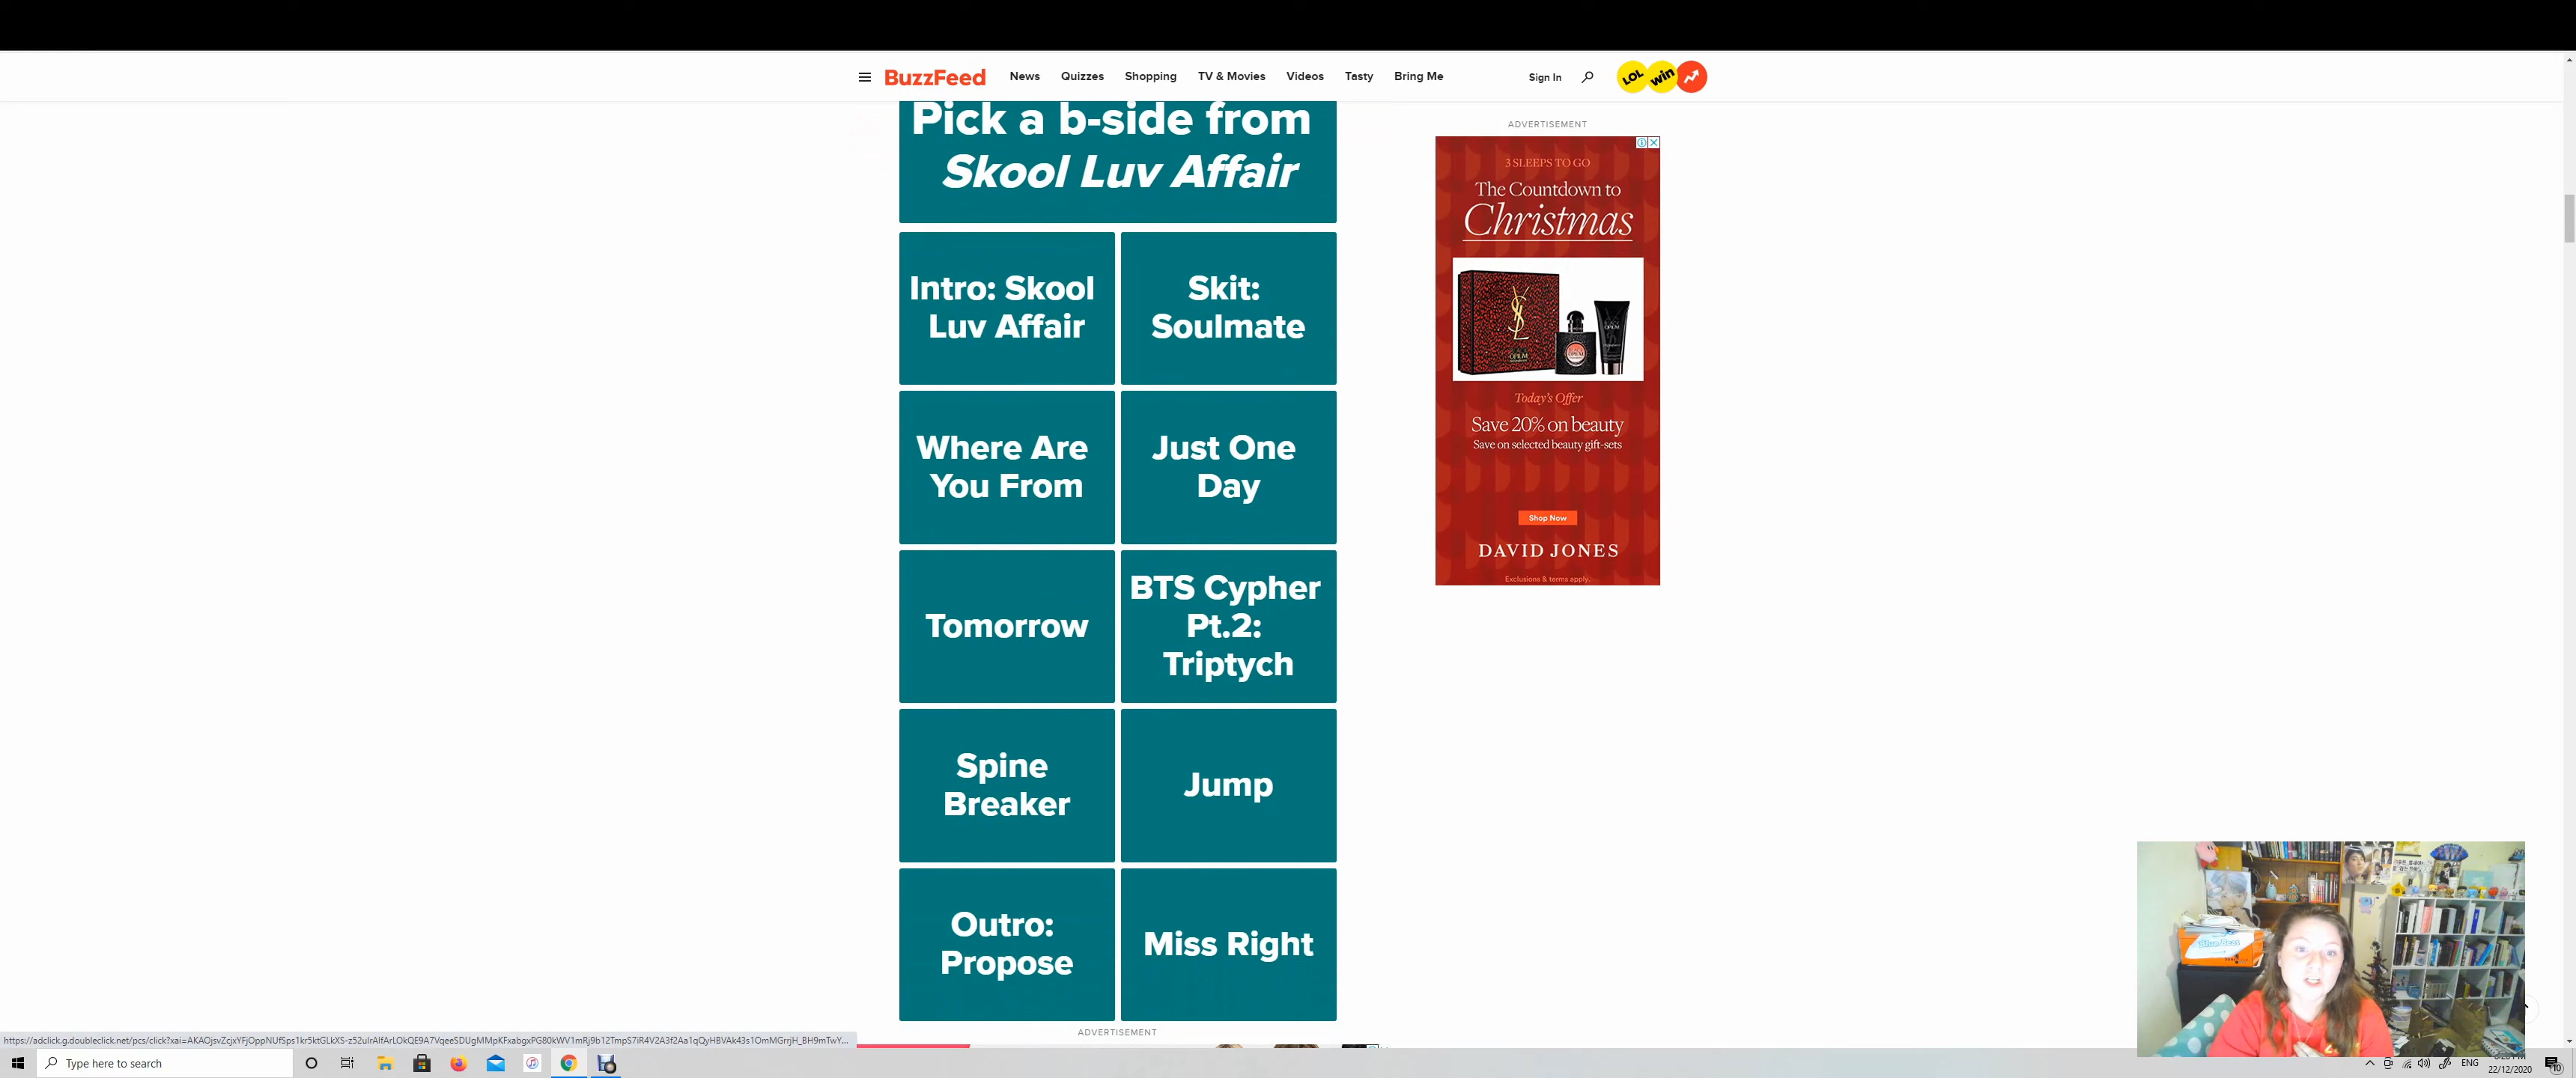 BuzzFeed
News Quizzes Shopping TV & Movies Videos Tasty Bring Me
Sign In
LOL win
Pick a b-side from
Skool Luv Affair
Intro: Skool
Luv Affair
Skit:
Soulmate
Where Are
You From
Just One
Day
Tomorrow
BTS Cypher
Pt.2:
Triptych
Spine
Breaker
Jump
Outro:
Propose
Miss Right
ADVERTISEMENT
ADVERTISEMENT
3 SLEEPS TO GO
The Countdown to
Christmas
YSL
Today's Offer
Save 20% on beauty
Save on selected beauty gift-sets
Shop Now
DAVID JONES
Exclusions & terms apply.
Type here to search
ENG
22/12/2020
10